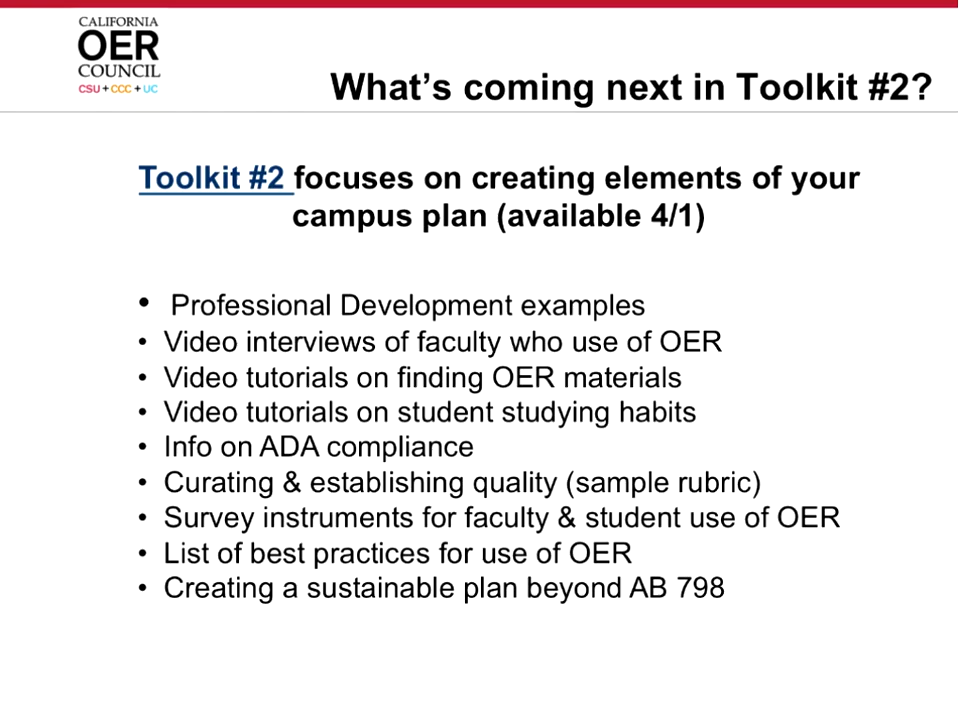 CALIFORNIA
OER
COUNCIL
CSU + CCC + UC
What's coming next in Toolkit #2?
Toolkit #2 focuses on creating elements of your
campus plan (available 4/1)
• Professional Development examples
• Video interviews of faculty who use of OER
• Video tutorials on finding OER materials
• Video tutorials on student studying habits
• Info on ADA compliance
• Curating & establishing quality (sample rubric)
• Survey instruments for faculty & student use of OER
• List of best practices for use of OER
• Creating a sustainable plan beyond AB 798